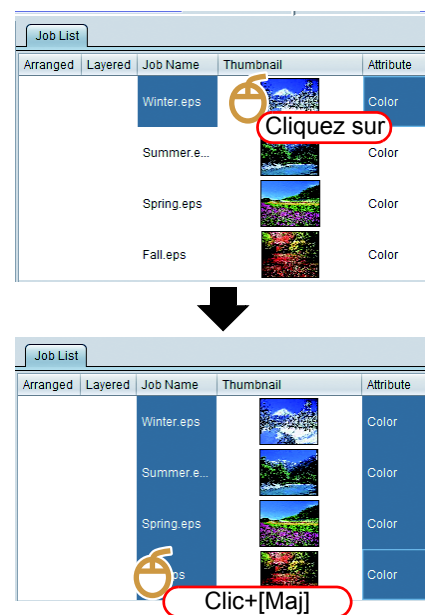 Job List
Arranged Layered Job Name Thumbnail Attribute
Winter.eps Color
Cliquez sur
Summer.e... Color
Spring.eps Color
Fall.eps Color
Job List
Arranged Layered Job Name Thumbnail Attribute
Winter.eps Color
Summer.e... Color
Spring.eps Color
ps Color
Clic+[Maj]